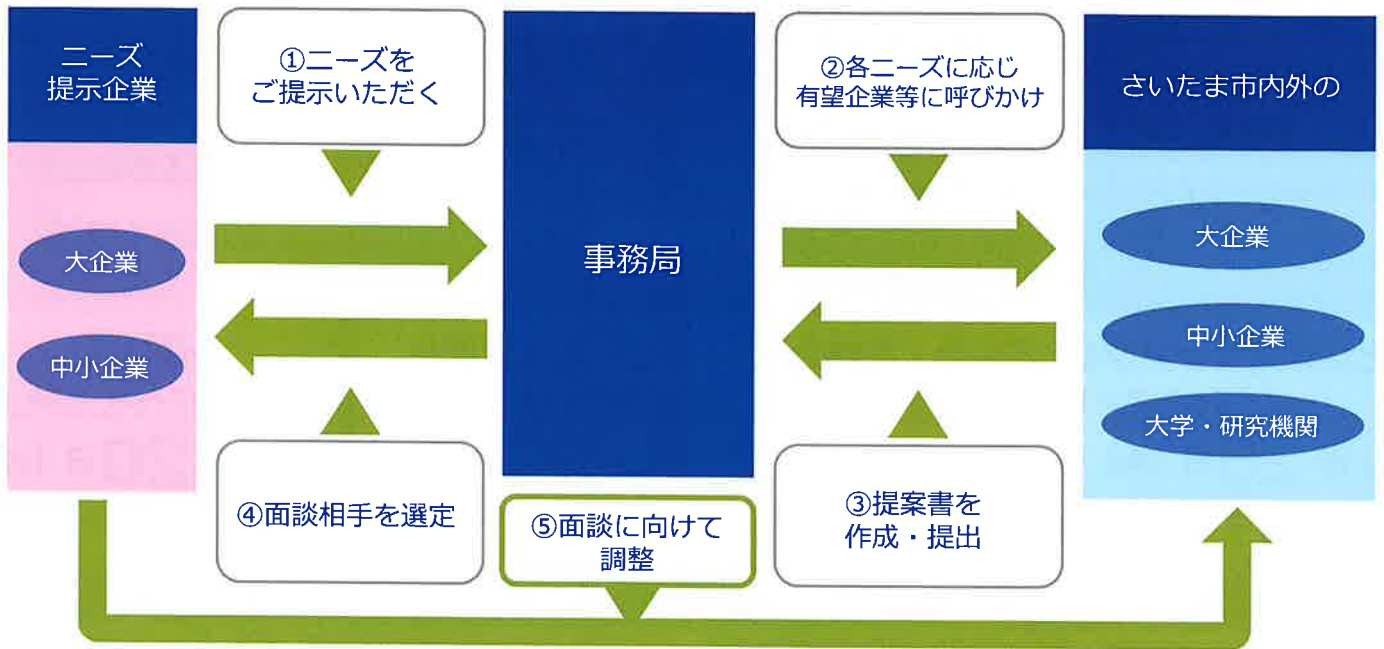 ニーズ
提示企業
大企業
中小企業
①ニーズを
ご提示いただく
事務局
②各ニーズに応じ
有望企業等に呼びかけ
さいたま市内外の
大企業
中小企業
大学・研究機関
③提案書を
作成・提出
④面談相手を選定
⑤面談に向けて
調整